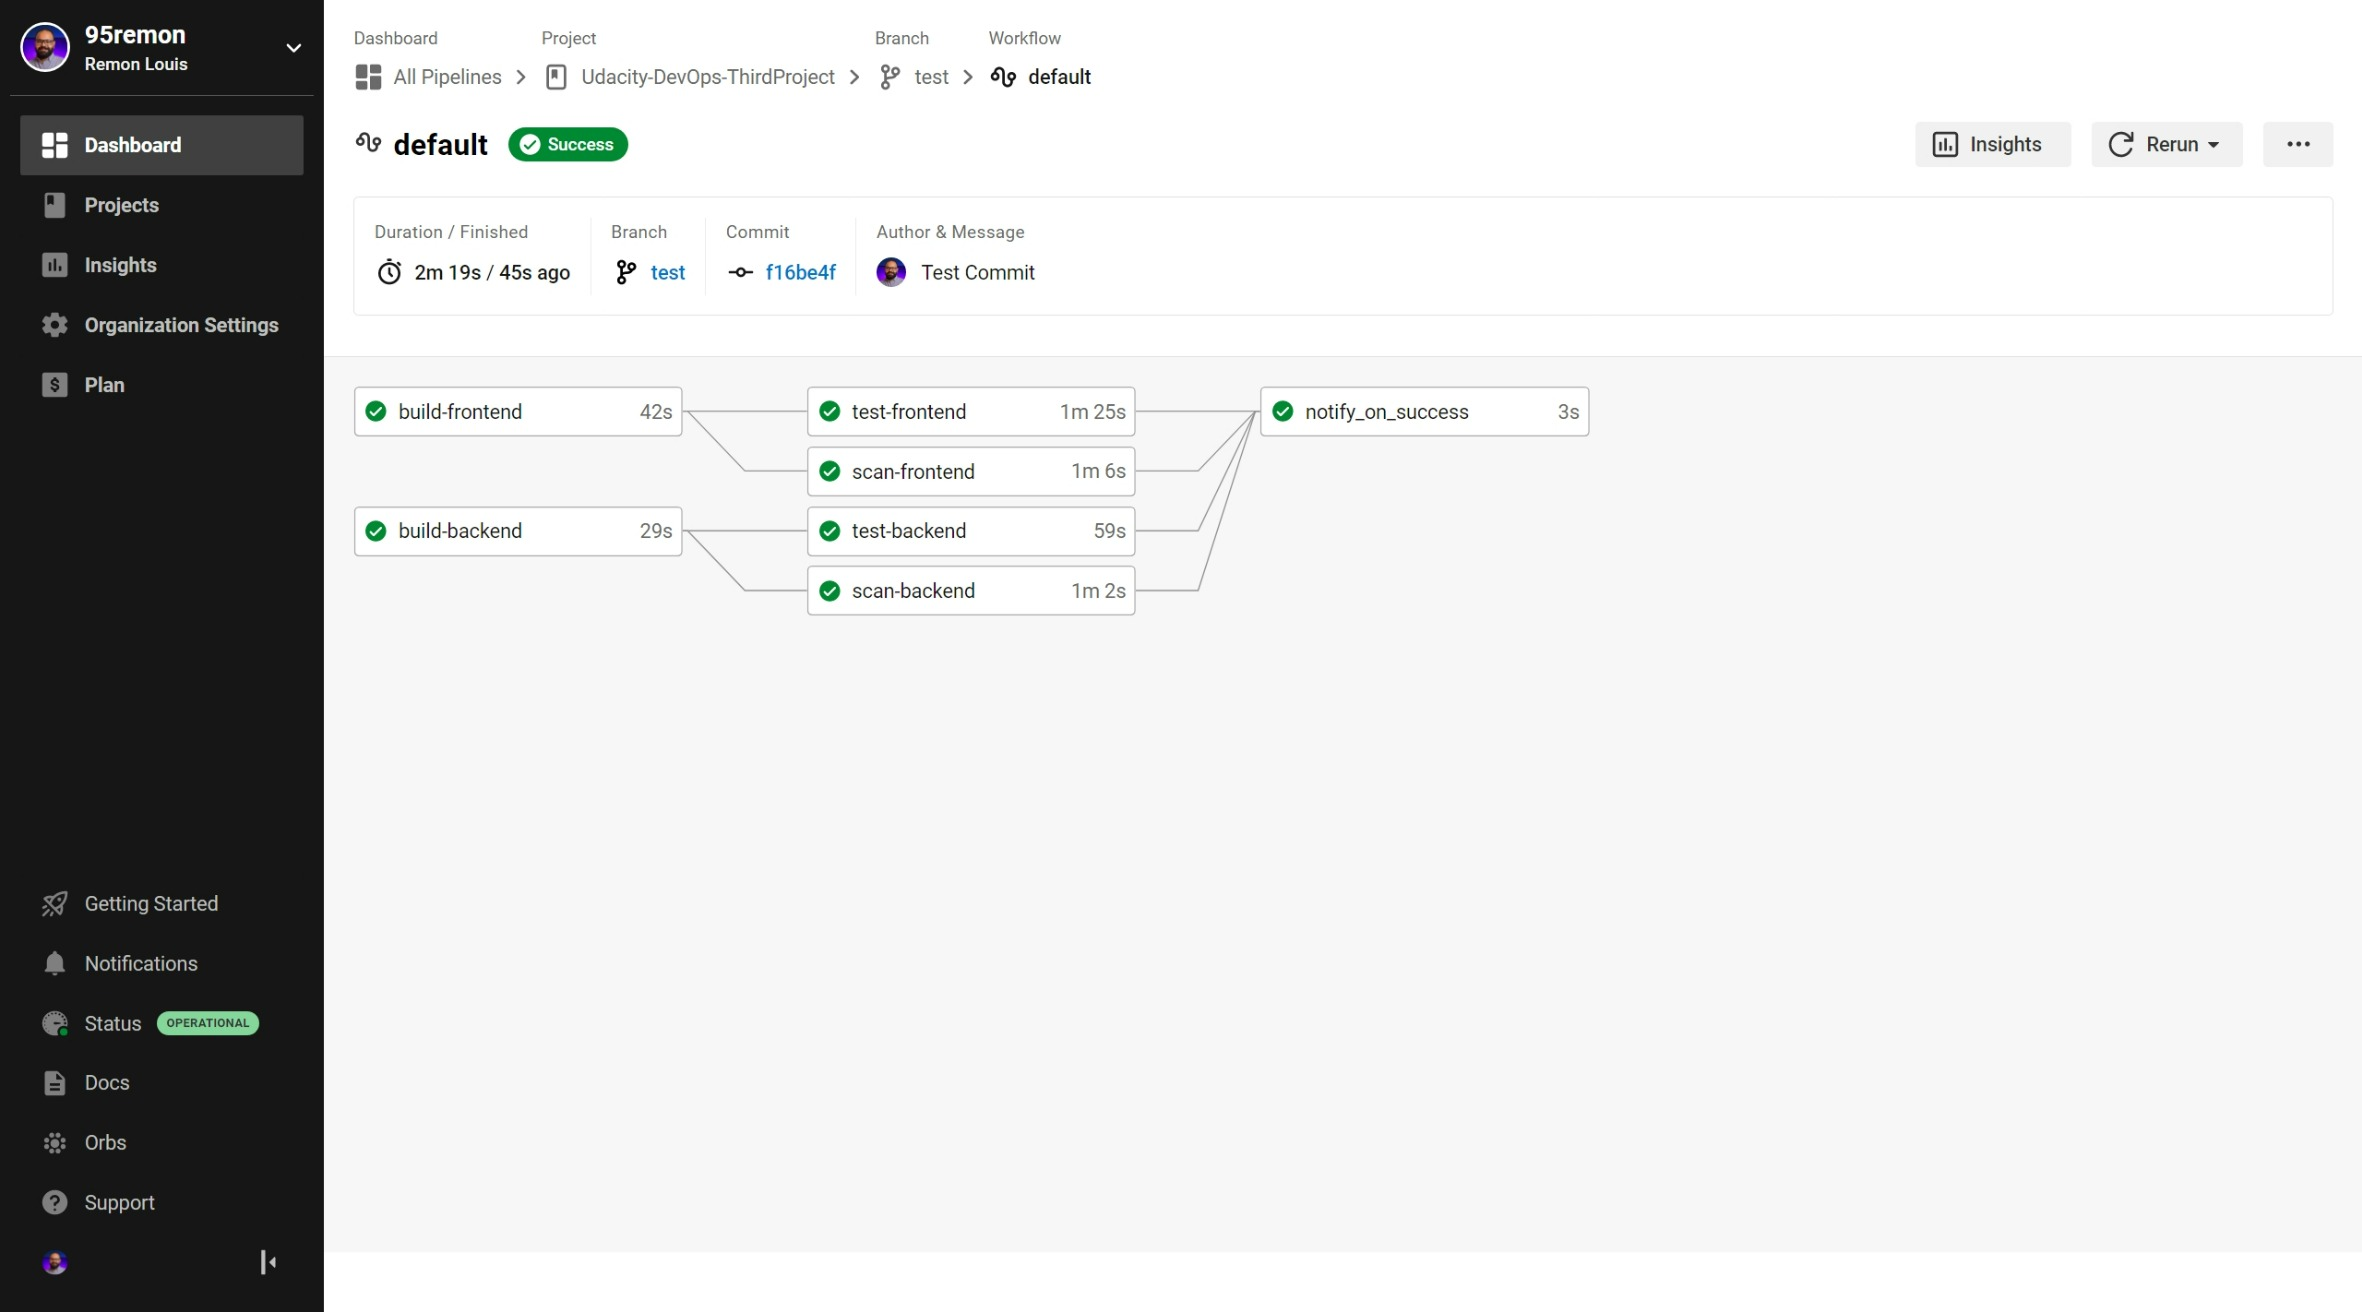 95remon
Remon Louis
Dashboard
Projects
Insights
Organization Settings
Plan
Getting Started
Notifications
Status OPERATIONAL
Docs
Orbs
Support
Dashboard Project Branch Workflow
All Pipelines Udacity-DevOps-ThirdProject test default
default Success
Insights Rerun
Duration / Finished Branch Commit Author & Message
2m 19s / 45s ago test f16be4f Test Commit
build-frontend 42s test-frontend 1m 25s notify_on_success 3s
scan-frontend 1m 6s
build-backend 29s test-backend 59s
scan-backend 1m 2s